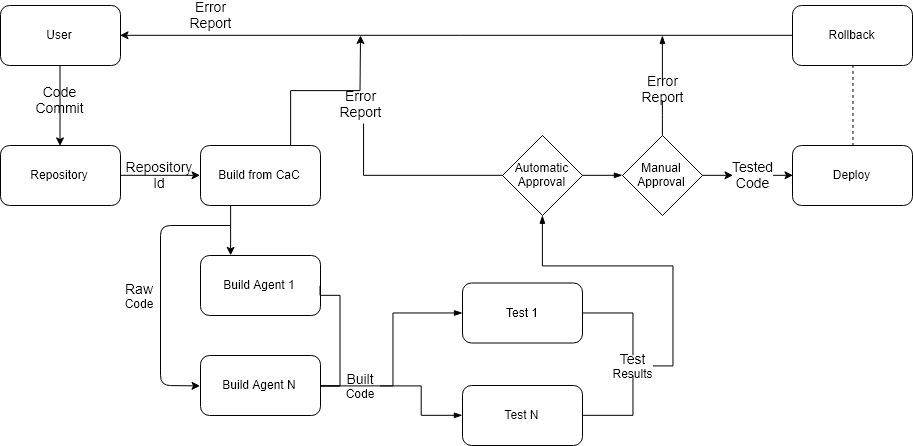 Error
Report
User
Rollback
Code
Commit
Error
Report
Error
Report
Repository
Repository
Id
Build from CaC
Automatic
Approval
Manual
Approval
Tested
Code
Deploy
Raw
Code
Build Agent 1
Test 1
Build Agent N
Built
Code
Test
Results
Test N